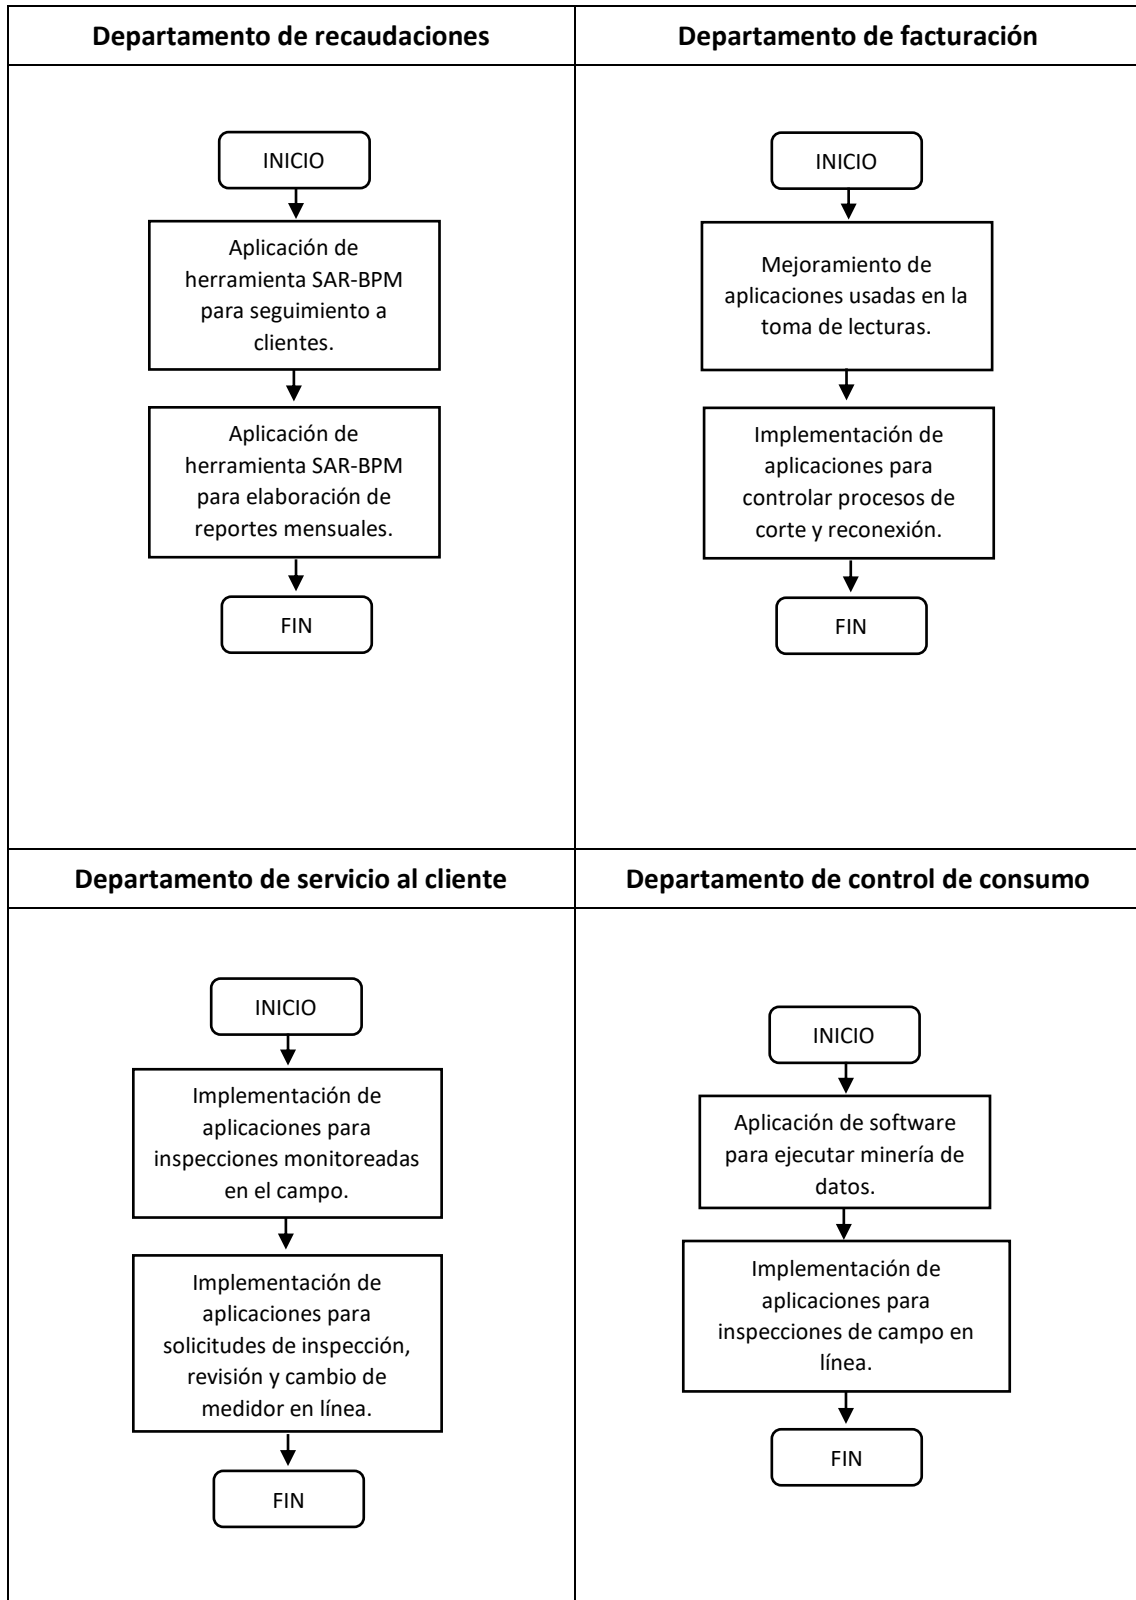 Departamento de recaudaciones
Departamento de facturación
INICIO
Aplicación de
herramienta SAR-BPM
para seguimiento a
clientes.
Aplicación de
herramienta SAR-BPM
para elaboración de
reportes mensuales.
FIN
INICIO
Mejoramiento de
aplicaciones usadas en la
toma de lecturas.
Implementación de
aplicaciones para
controlar procesos de
corte y reconexión.
FIN
Departamento de servicio al cliente
Departamento de control de consumo
INICIO
Implementación de
aplicaciones para
inspecciones monitoreadas
en el campo.
Implementación de
aplicaciones para
solicitudes de inspección,
revisión y cambio de
medidor en línea.
FIN
INICIO
Aplicación de software
para ejecutar minería de
datos.
Implementación de
aplicaciones para
inspecciones de campo en
línea.
FIN